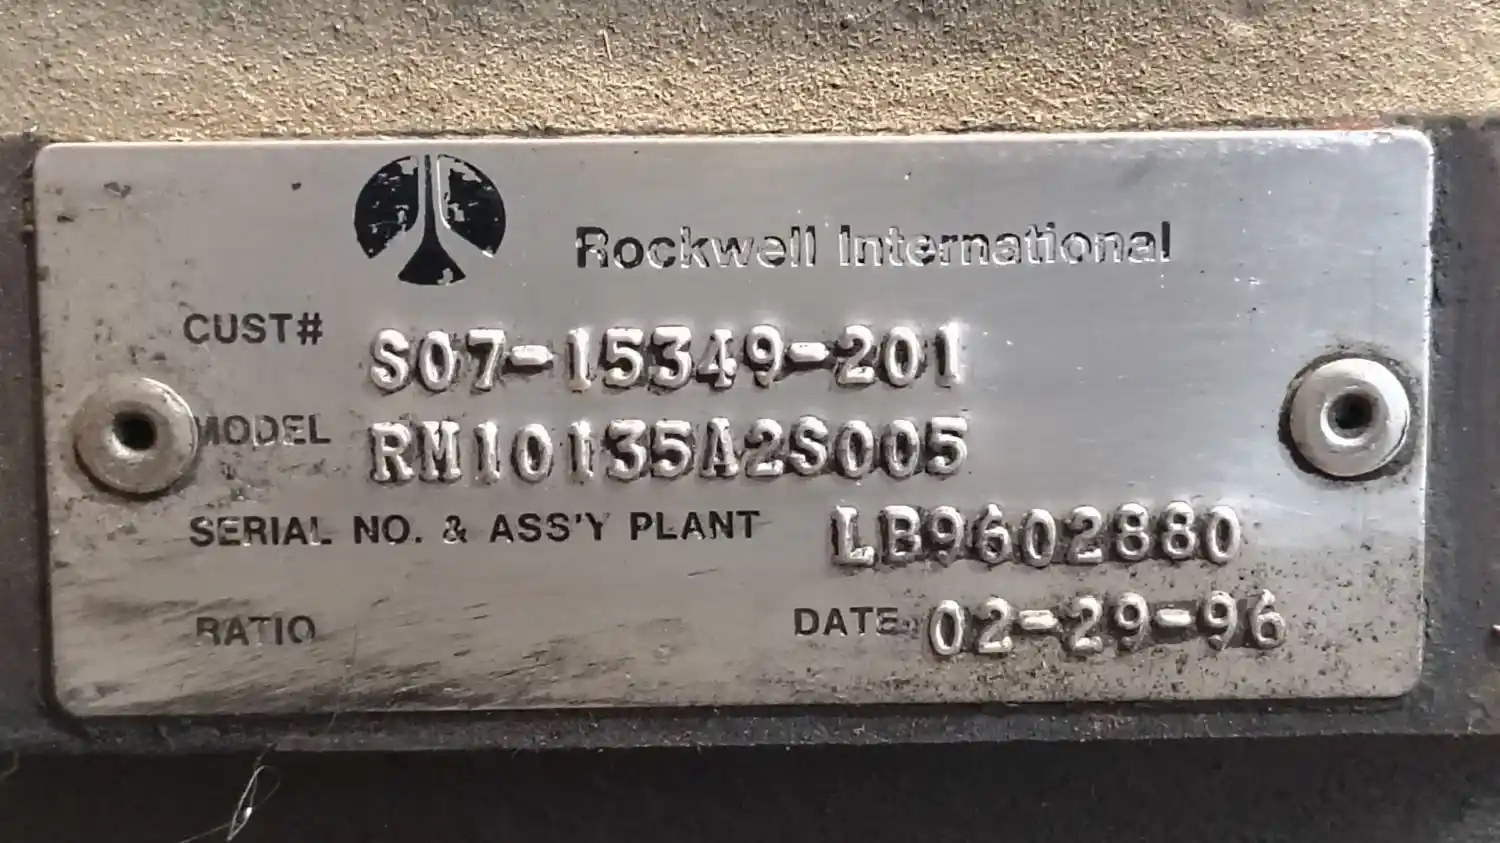 Rockwell International
CUST# S07-15349-201
MODEL RM10135A2S005
SERIAL NO. & ASS'Y PLANT LB9602880
RATIO
DATE 02-29-96